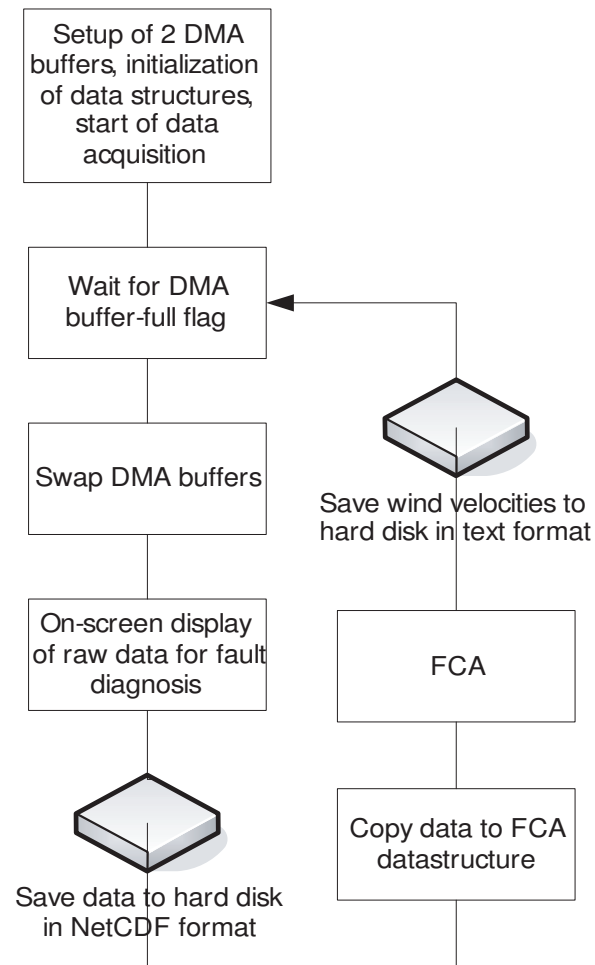 Setup of 2 DMA
buffers, initialization
of data structures,
start of data
acquisition
Wait for DMA
buffer-full flag
Swap DMA buffers
On-screen display
of raw data for fault
diagnosis
Save data to hard disk
in NetCDF format
Save wind velocities to
hard disk in text format
FCA
Copy data to FCA
datastructure